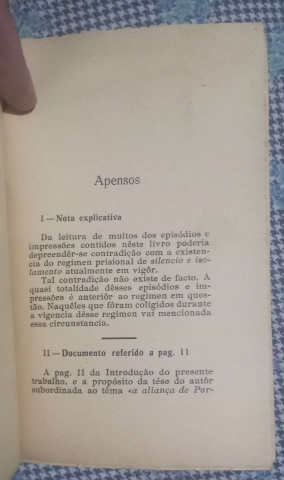 Apensos
I — Nota explicativa
Da leitura de muitos dos episódios e
impressões contidos nêste livro poderia
depreendêr-se contradição com a existen-
cia do regimen prisional de silencio e iso-
lamento atualmente em vigôr.
Tal contradição não existe de facto. A
quasi totalidade dêsses episódios e im-
pressões é anteriôr ao regimen em ques-
tão. Naquêles que fôram coligidos durante
a vigencia dêsse regimen vai mencionada
essa circunstancia.
II — Documento referido a pag. 11
A pag. 11 da Introdução do presente
trabalho, e a propósito da têse do autôr
subordinada ao têma «a aliança de Por-